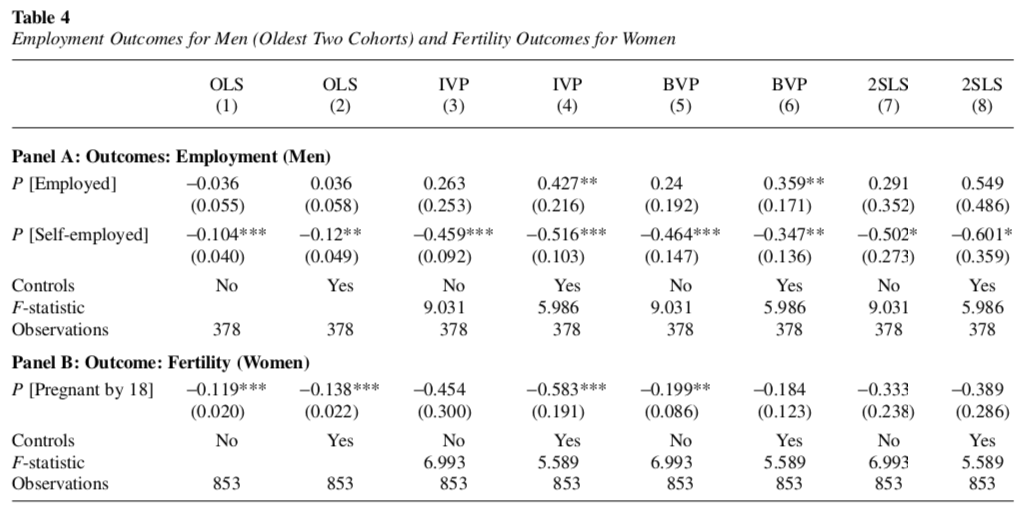 Table 4
Employment Outcomes for Men (Oldest Two Cohorts) and Fertility Outcomes for Women
OLS OLS IVP IVP BVP BVP 2SLS 2SLS
(1) (2) (3) (4) (5) (6) (7) (8)
Panel A: Outcomes: Employment (Men)
P [Employed] –0.036 0.036 0.263 0.427** 0.24 0.359** 0.291 0.549
(0.055) (0.058) (0.253) (0.216) (0.192) (0.171) (0.352) (0.486)
P [Self-employed] –0.104*** –0.12** –0.459*** –0.516*** –0.464*** –0.347** –0.502* –0.601*
(0.040) (0.049) (0.092) (0.103) (0.147) (0.136) (0.273) (0.359)
Controls No Yes No Yes No Yes No Yes
F-statistic 9.031 5.986 9.031 5.986 9.031 5.986
Observations 378 378 378 378 378 378 378 378
Panel B: Outcome: Fertility (Women)
P [Pregnant by 18] –0.119*** –0.138*** –0.454 –0.583*** –0.199** –0.184 –0.333 –0.389
(0.020) (0.022) (0.300) (0.191) (0.086) (0.123) (0.238) (0.286)
Controls No Yes No Yes No Yes No Yes
F-statistic 6.993 5.589 6.993 5.589 6.993 5.589
Observations 853 853 853 853 853 853 853 853